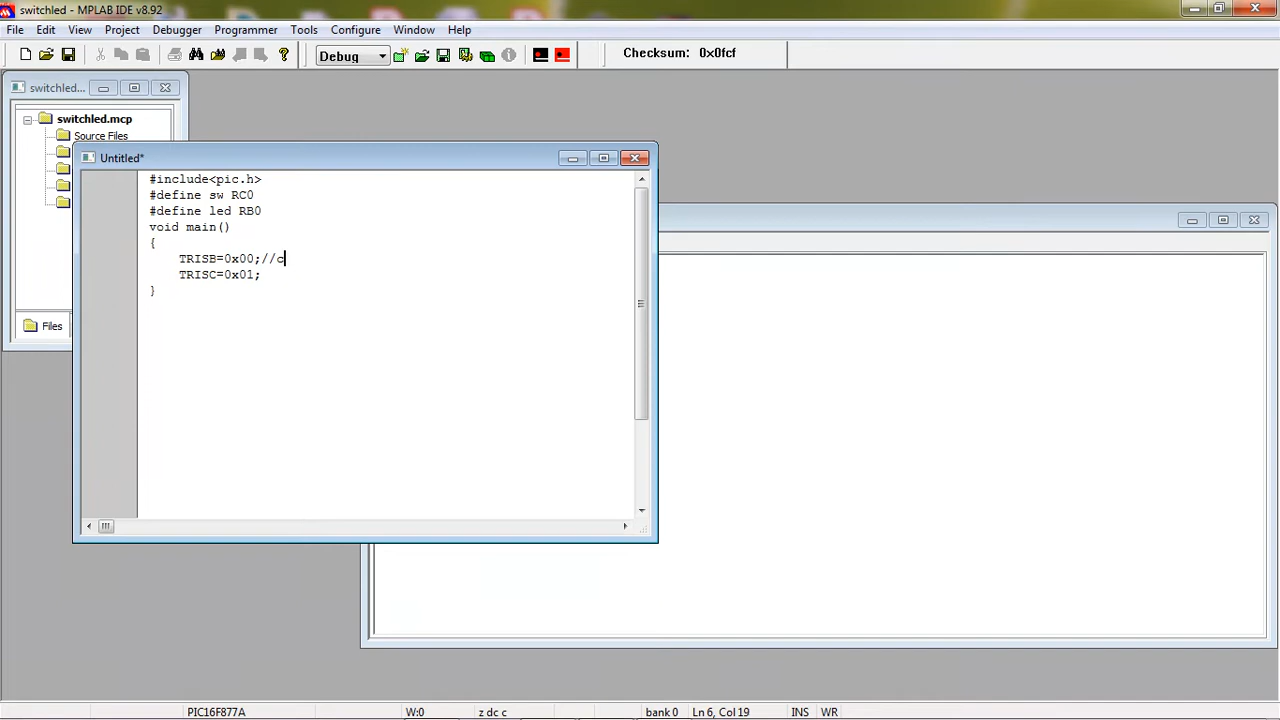 switchled - MPLAB IDE v8.92
File Edit View Project Debugger Programmer Tools Configure Window Help
Debug
Checksum: 0x0fcf
switchled...
switchled.mcp
Source Files
Files
Untitled*
#include<pic.h>
#define sw RC0
#define led RB0
void main()
{
TRISB=0x00;//c
TRISC=0x01;
}
PIC16F877A W:0 z dc c bank 0 Ln 6, Col 19 INS WR